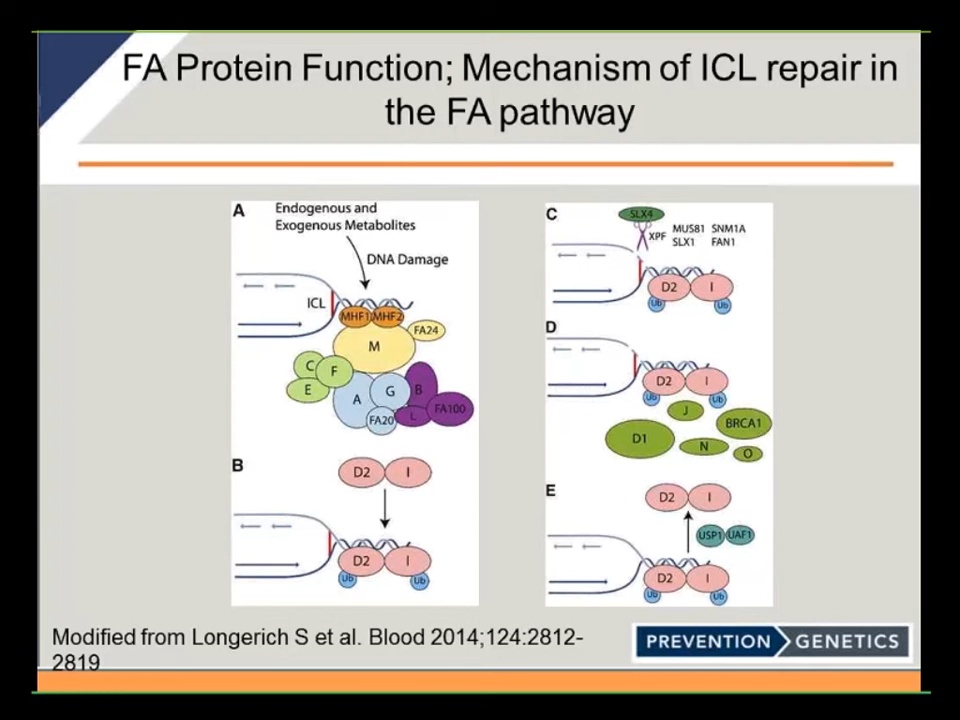 FA Protein Function; Mechanism of ICL repair in
the FA pathway
A
Endogenous and
Exogenous Metabolites
DNA Damage
ICL
MHF1 MHF2
FA24
M
C
F
E
A
G
B
FA20
L
FA100
B
D2 I
D2 I
Ub Ub
C
SLX4
XPF
MUS81 SNM1A
SLX1 FAN1
D2 I
Ub Ub
D
D2 I
Ub Ub
J
BRCA1
D1
N
O
E
D2 I
USP1 UAF1
D2 I
Ub Ub
Modified from Longerich S et al. Blood 2014;124:2812-
2819
PREVENTION GENETICS